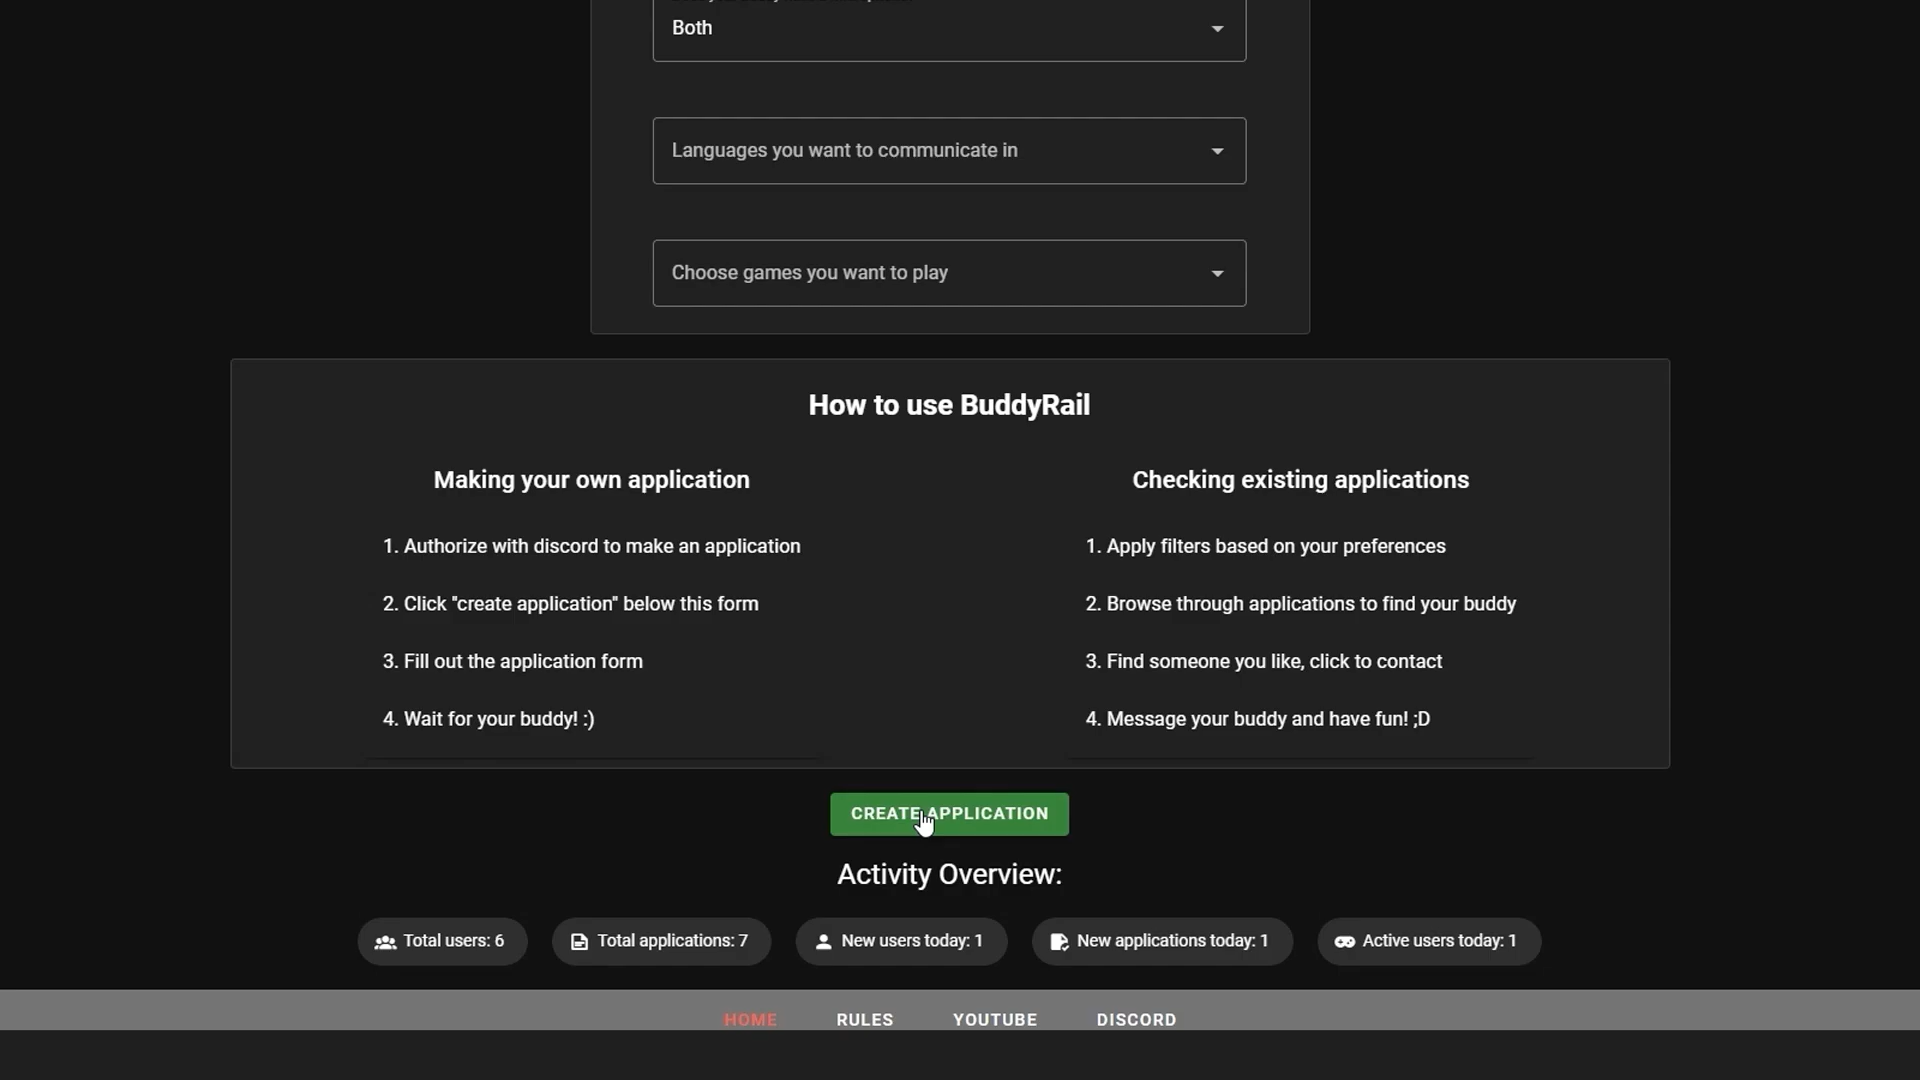 Both
Languages you want to communicate in
Choose games you want to play
How to use BuddyRail
Making your own application
1. Authorize with discord to make an application
2. Click "create application" below this form
3. Fill out the application form
4. Wait for your buddy! :)
Checking existing applications
1. Apply filters based on your preferences
2. Browse through applications to find your buddy
3. Find someone you like, click to contact
4. Message your buddy and have fun! ;D
CREATE APPLICATION
Activity Overview:
Total users: 6
Total applications: 7
New users today: 1
New applications today: 1
Active users today: 1
HOME
RULES
YOUTUBE
DISCORD